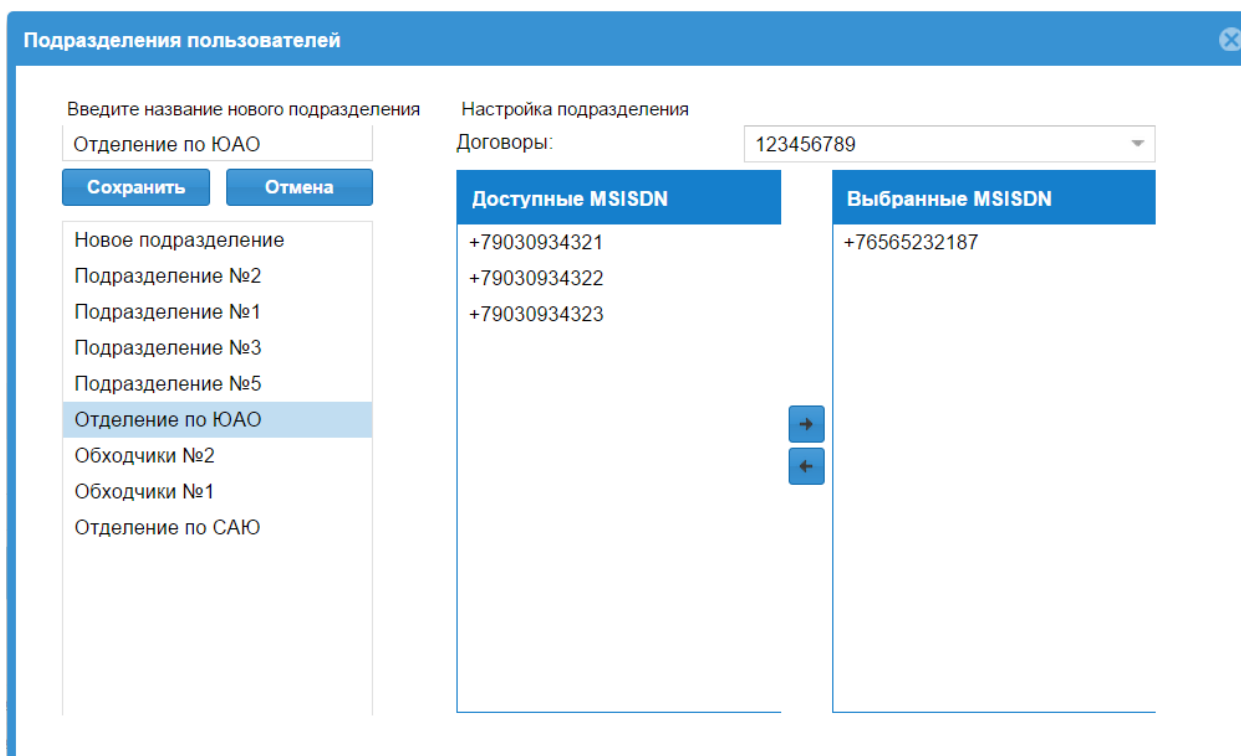 Подразделения пользователей
Введите название нового подразделения
Отделение по ЮАО
Сохранить
Отмена
Новое подразделение
Подразделение №2
Подразделение №1
Подразделение №3
Подразделение №5
Отделение по ЮАО
Обходчики №2
Обходчики №1
Отделение по САЮ
Настройка подразделения
Договоры:
123456789
Доступные MSISDN
+79030934321
+79030934322
+79030934323
Выбранные MSISDN
+76565232187